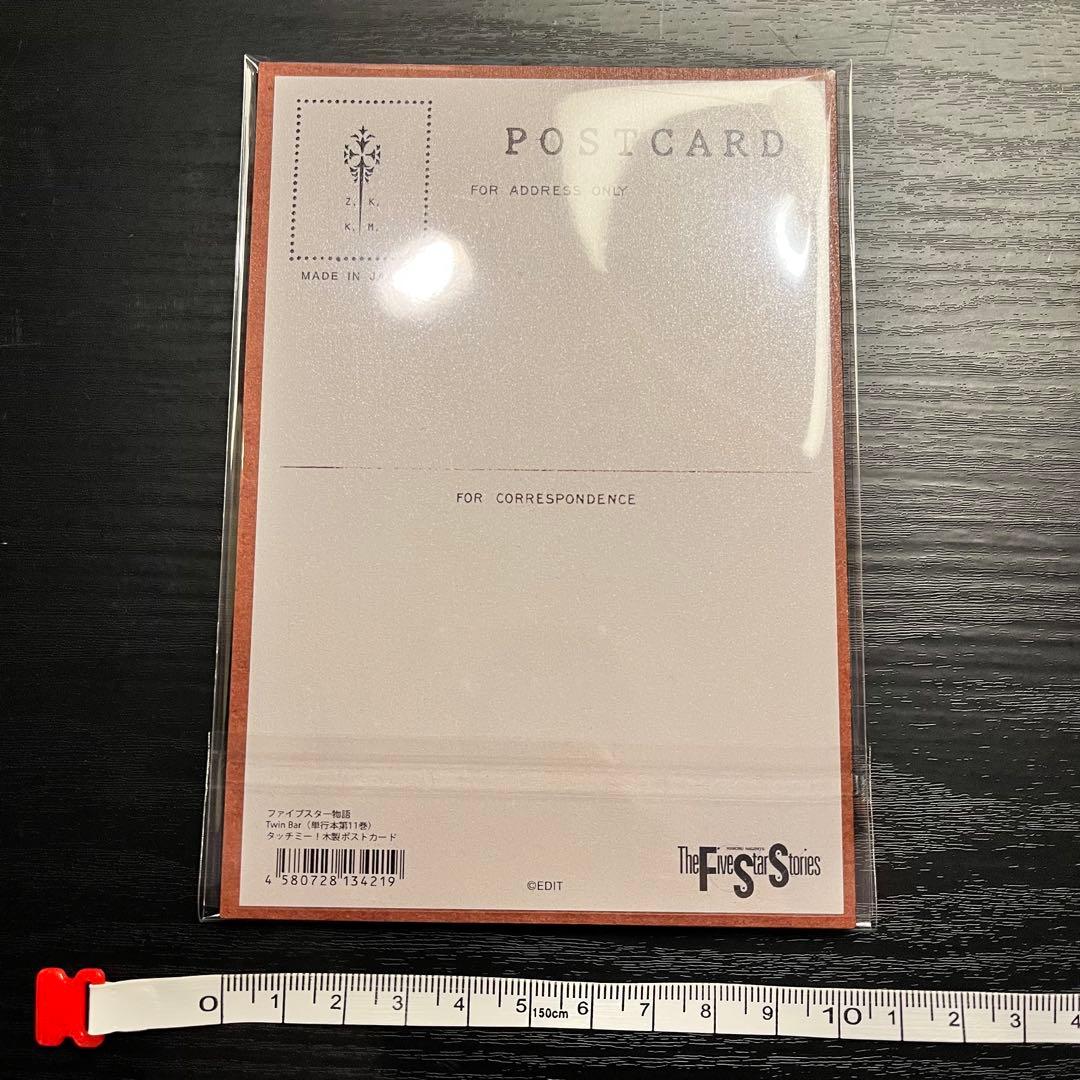 POSTCARD
FOR ADDRESS ONLY
Z. K.
K. M.
MADE IN
FOR CORRESPONDENCE
ファイブスター物語
Twin Bar（単行本第11巻）
タッチミー！木製ポストカード
4 580728 134219
©EDIT
The Five Star Stories
0 1 2 3 4 5 150cm 6 7 8 9 10 1 2 3 4